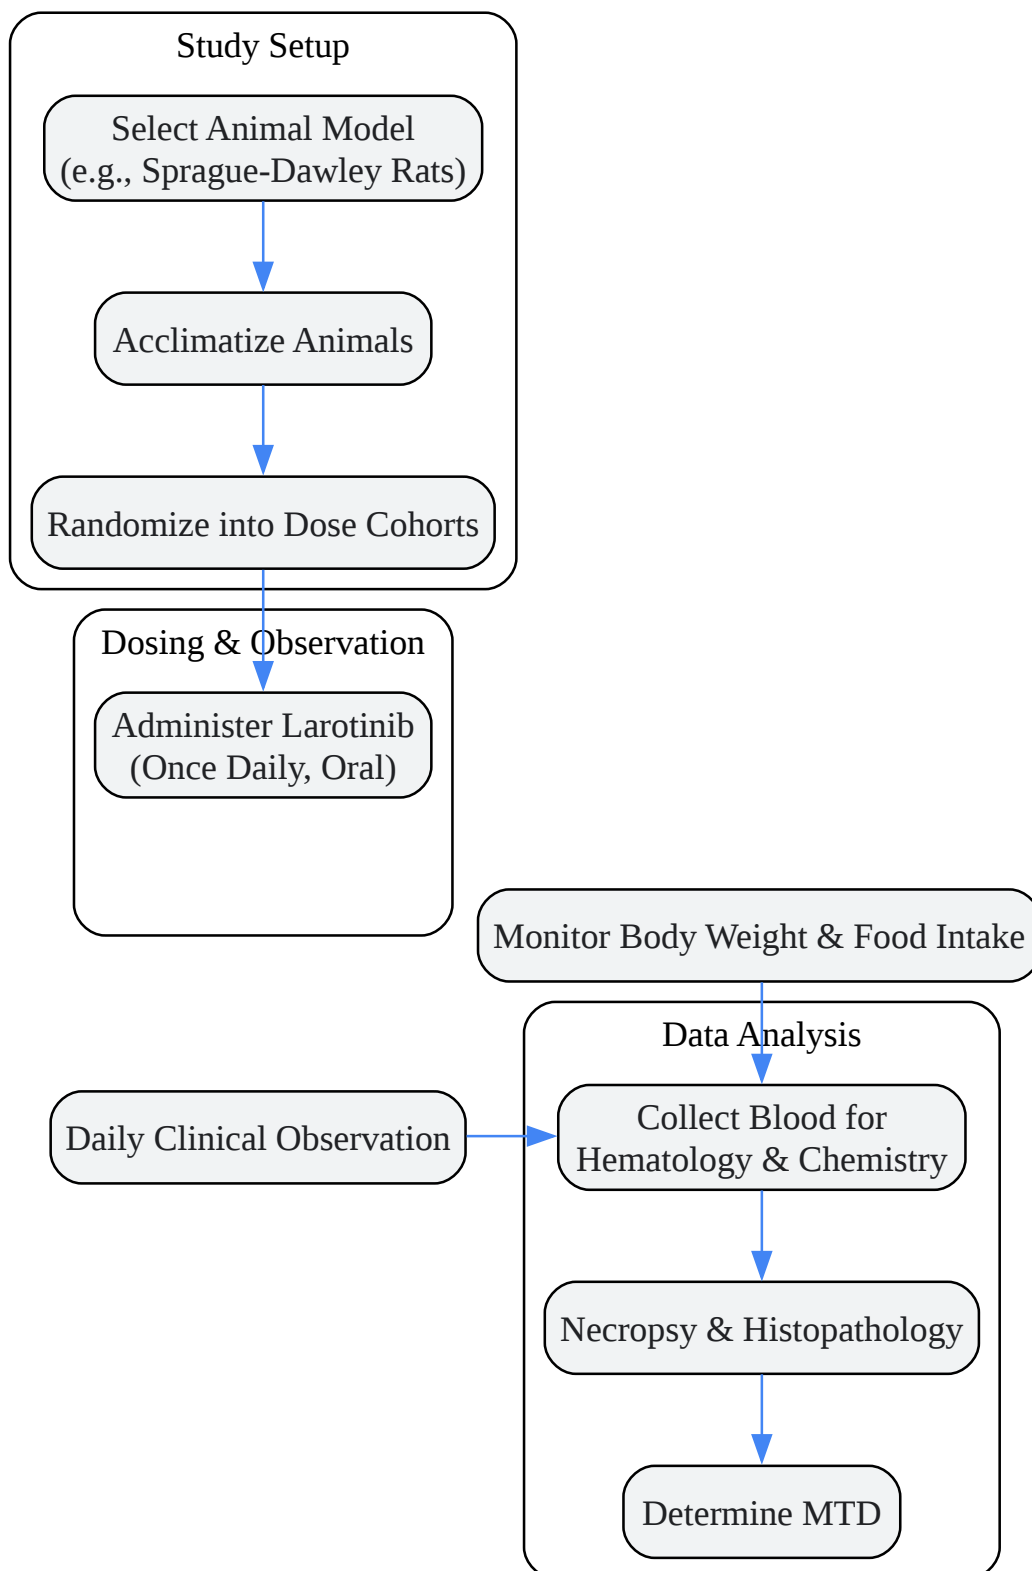 Study Setup
Select Animal Model
(e.g., Sprague-Dawley Rats)
Acclimatize Animals
Randomize into Dose Cohorts
Dosing & Observation
Administer Larotinib
(Once Daily, Oral)
Monitor Body Weight & Food Intake
Data Analysis
Daily Clinical Observation
Collect Blood for
Hematology & Chemistry
Necropsy & Histopathology
Determine MTD